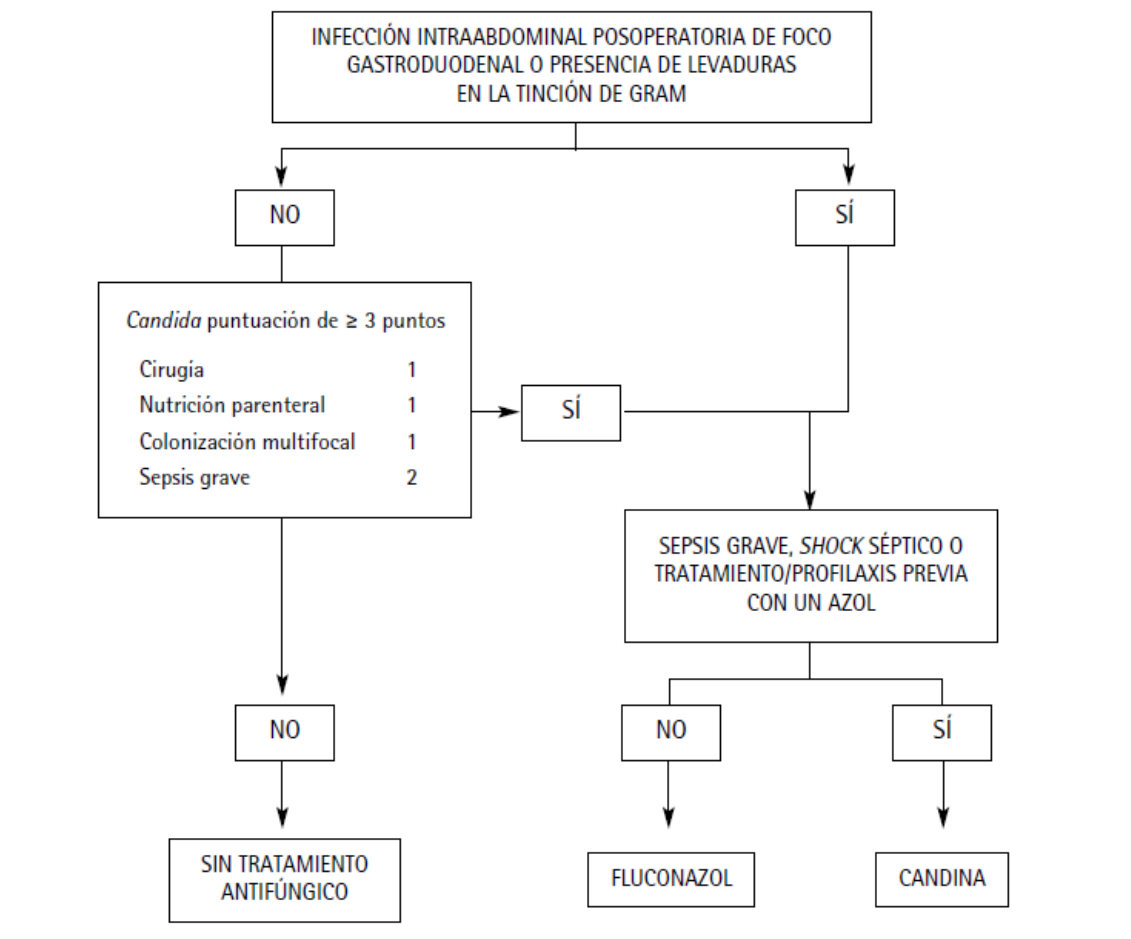 INFECCIÓN INTRAABDOMINAL POSOPERATORIA DE FOCO
GASTRODUODENAL O PRESENCIA DE LEVADURAS
EN LA TINCIÓN DE GRAM
NO
SÍ
Candida puntuación de ≥ 3 puntos
Cirugía 1
Nutrición parenteral 1
Colonización multifocal 1
Sepsis grave 2
SÍ
SEPSIS GRAVE, SHOCK SÉPTICO O
TRATAMIENTO/PROFILAXIS PREVIA
CON UN AZOL
NO
NO
SÍ
SIN TRATAMIENTO
ANTIFÚNGICO
FLUCONAZOL
CANDINA